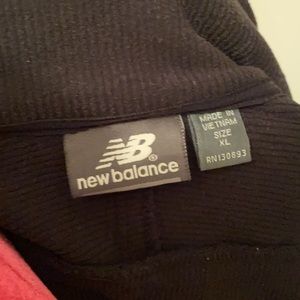 NB®
new balance
MADE IN
VIETNAM
SIZE
XL
RN130893